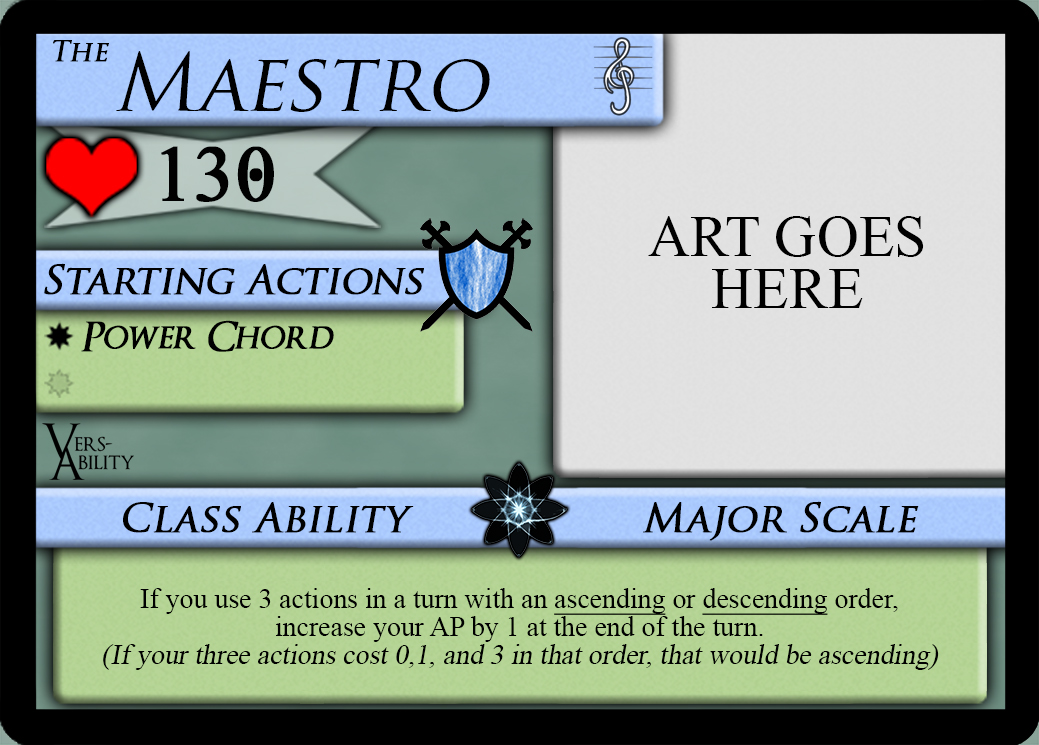 The
Maestro
130
Starting Actions
Power Chord
Vers-
Ability
ART GOES
HERE
Class Ability
Major Scale
If you use 3 actions in a turn with an ascending or descending order,
increase your AP by 1 at the end of the turn.
(If your three actions cost 0,1, and 3 in that order, that would be ascending)